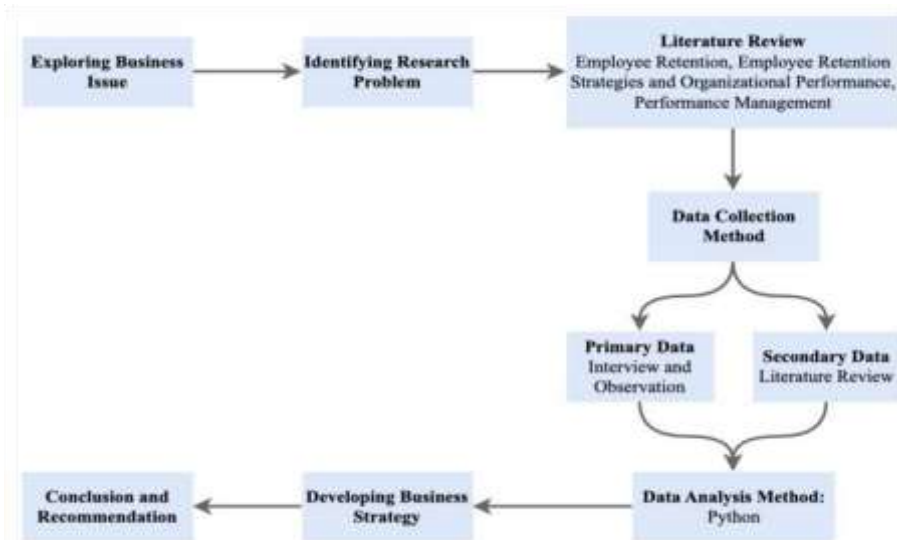 Exploring Business
Issue
Identifying Research
Problem
Literature Review
Employee Retention, Employee Retention
Strategies and Organizational Performance,
Performance Management
Data Collection
Method
Primary Data
Interview and
Observation
Secondary Data
Literature Review
Conclusion and
Recommendation
Developing Business
Strategy
Data Analysis Method:
Python